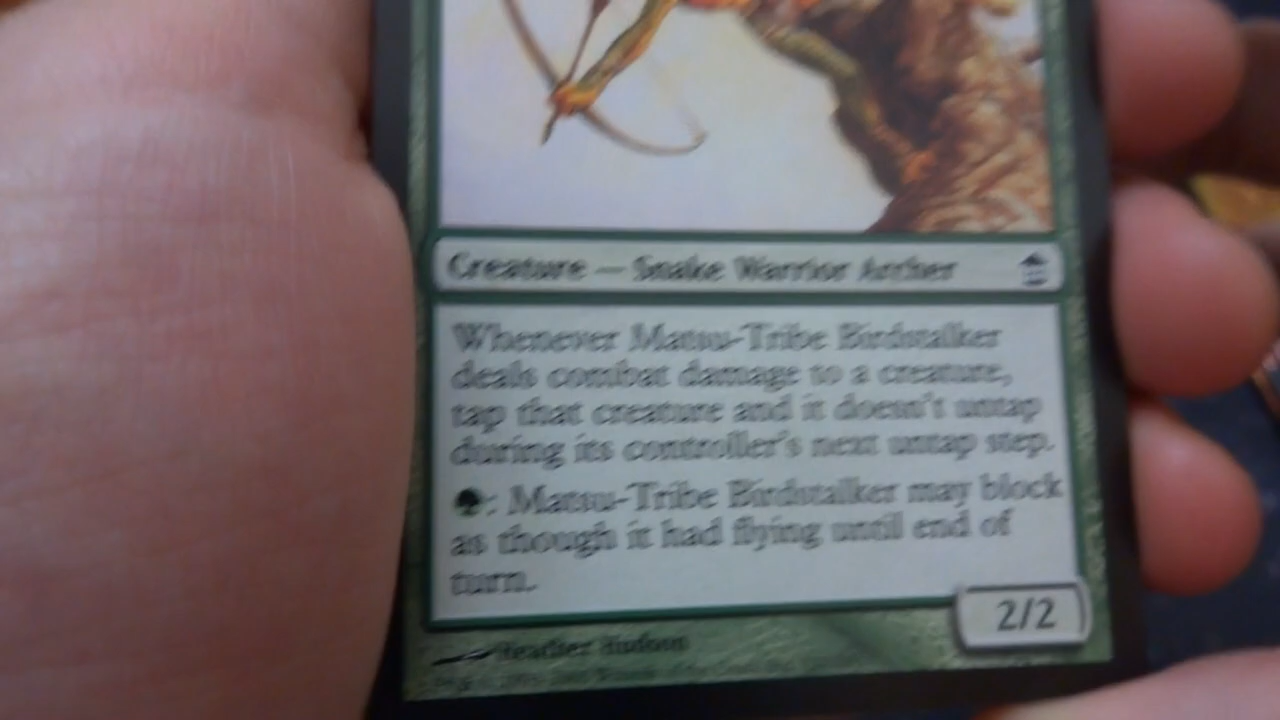 Creature — Snake Warrior Archer
Whenever Matsu-Tribe Birdstalker
deals combat damage to a creature,
tap that creature and it doesn't untap
during its controller's next untap step.
: Matsu-Tribe Birdstalker may block
as though it had flying until end of
turn.
2/2
Heather Hudson